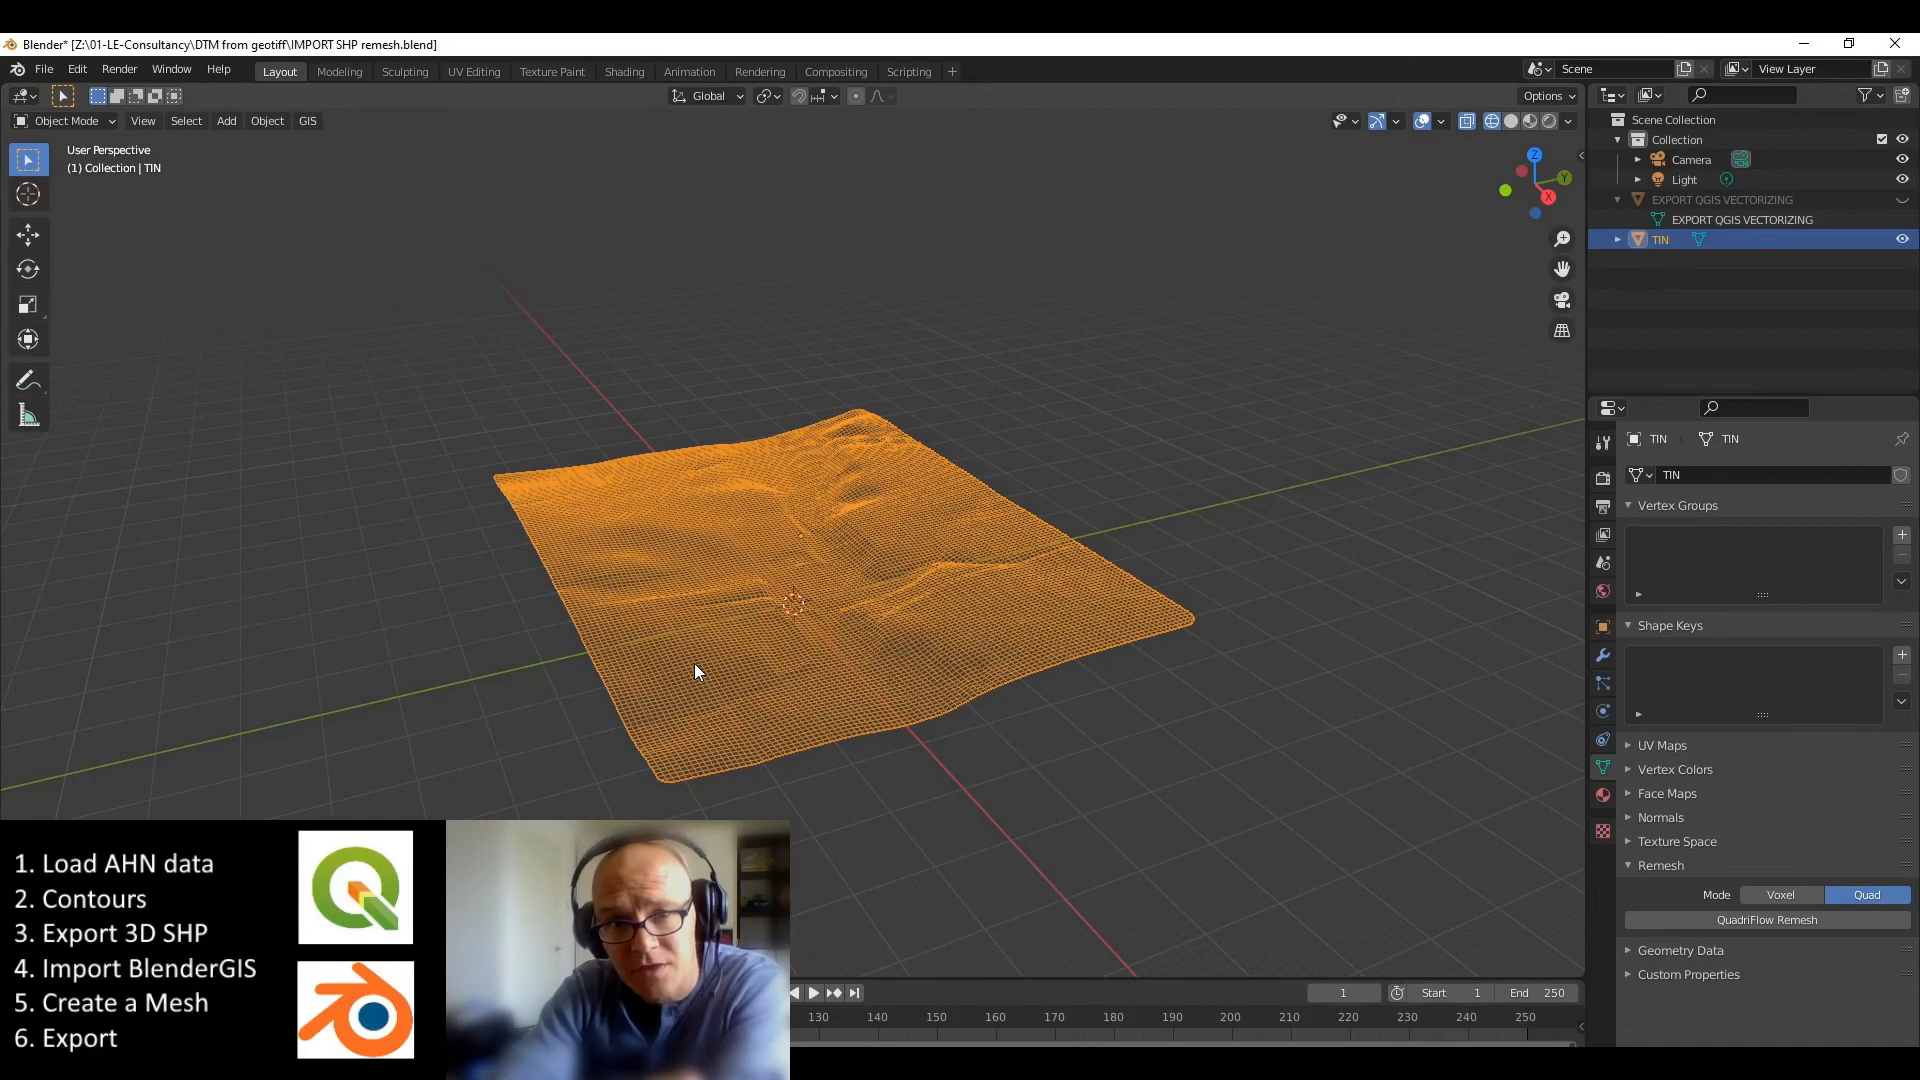 Blender* [Z:\01-LE-Consultancy\DTM from geotiff\IMPORT SHP remesh.blend]
File Edit Render Window Help
Layout Modeling Sculpting UV Editing Texture Paint Shading Animation Rendering Compositing Scripting +
Scene
View Layer
Global
Options
Object Mode View Select Add Object GIS
User Perspective
(1) Collection | TIN
Z
Y
X
Scene Collection
Collection
Camera
Light
EXPORT QGIS VECTORIZING
EXPORT QGIS VECTORIZING
TIN
TIN TIN
TIN
Vertex Groups
Shape Keys
UV Maps
Vertex Colors
Face Maps
Normals
Texture Space
Remesh
Mode Voxel Quad
QuadriFlow Remesh
Geometry Data
Custom Properties
1. Load AHN data
2. Contours
3. Export 3D SHP
4. Import BlenderGIS
5. Create a Mesh
6. Export
1 Start 1 End 250
130 140 150 160 170 180 190 200 210 220 230 240 250